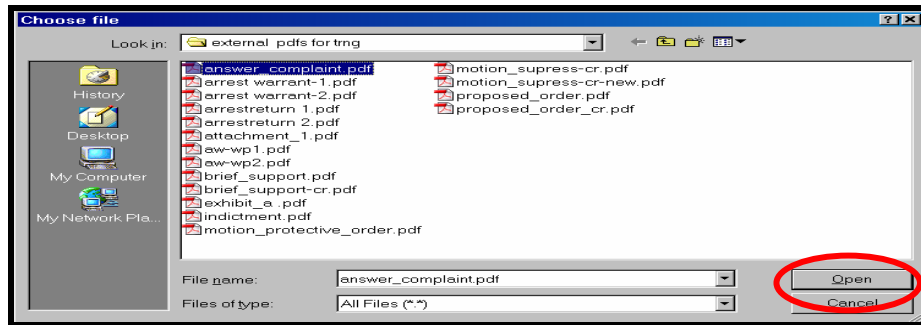 Choose file
Look in: external pdfs for trng
History
Desktop
My Computer
My Network Pla...
answer_complaint.pdf
arrest warrant-1.pdf
arrest warrant-2.pdf
arrestreturn 1.pdf
arrestreturn 2.pdf
attachment_1.pdf
aw-wp1.pdf
aw-wp2.pdf
brief_support.pdf
brief_support-cr.pdf
exhibit_a .pdf
indictment.pdf
motion_protective_order.pdf
motion_supress-cr.pdf
motion_supress-cr-new.pdf
proposed_order.pdf
proposed_order_cr.pdf
File name: answer_complaint.pdf Open
Files of type: All Files (*.*) Cancel